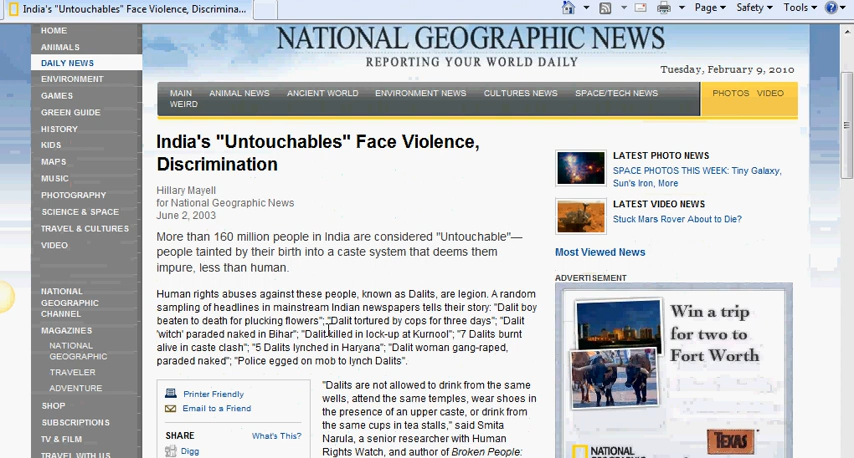 India's "Untouchables" Face Violence, Discrimina...
Page
Safety
Tools
HOME
ANIMALS
DAILY NEWS
ENVIRONMENT
GAMES
GREEN GUIDE
HISTORY
KIDS
MAPS
MUSIC
PHOTOGRAPHY
SCIENCE & SPACE
TRAVEL & CULTURES
VIDEO
NATIONAL
GEOGRAPHIC
CHANNEL
MAGAZINES
NATIONAL
GEOGRAPHIC
TRAVELER
ADVENTURE
SHOP
SUBSCRIPTIONS
TV & FILM
TRAVEL WITH US
NATIONAL GEOGRAPHIC NEWS
REPORTING YOUR WORLD DAILY
Tuesday, February 9, 2010
MAIN ANIMAL NEWS ANCIENT WORLD ENVIRONMENT NEWS CULTURES NEWS SPACE/TECH NEWS PHOTOS VIDEO
WEIRD
India's "Untouchables" Face Violence,
Discrimination
Hillary Mayell
for National Geographic News
June 2, 2003
More than 160 million people in India are considered "Untouchable"—
people tainted by their birth into a caste system that deems them
impure, less than human.
Human rights abuses against these people, known as Dalits, are legion. A random
sampling of headlines in mainstream Indian newspapers tells their story: "Dalit boy
beaten to death for plucking flowers"; "Dalit tortured by cops for three days"; "Dalit
'witch' paraded naked in Bihar"; "Dalit killed in lock-up at Kurnool"; "7 Dalits burnt
alive in caste clash"; "5 Dalits lynched in Haryana"; "Dalit woman gang-raped,
paraded naked"; "Police egged on mob to lynch Dalits".
Printer Friendly
Email to a Friend
SHARE What's This?
Digg
"Dalits are not allowed to drink from the same
wells, attend the same temples, wear shoes in
the presence of an upper caste, or drink from
the same cups in tea stalls," said Smita
Narula, a senior researcher with Human
Rights Watch, and author of Broken People:
LATEST PHOTO NEWS
SPACE PHOTOS THIS WEEK: Tiny Galaxy,
Sun's Iron, More
LATEST VIDEO NEWS
Stuck Mars Rover About to Die?
Most Viewed News
ADVERTISEMENT
Win a trip
for two to
Fort Worth
NATIONAL
TEXAS